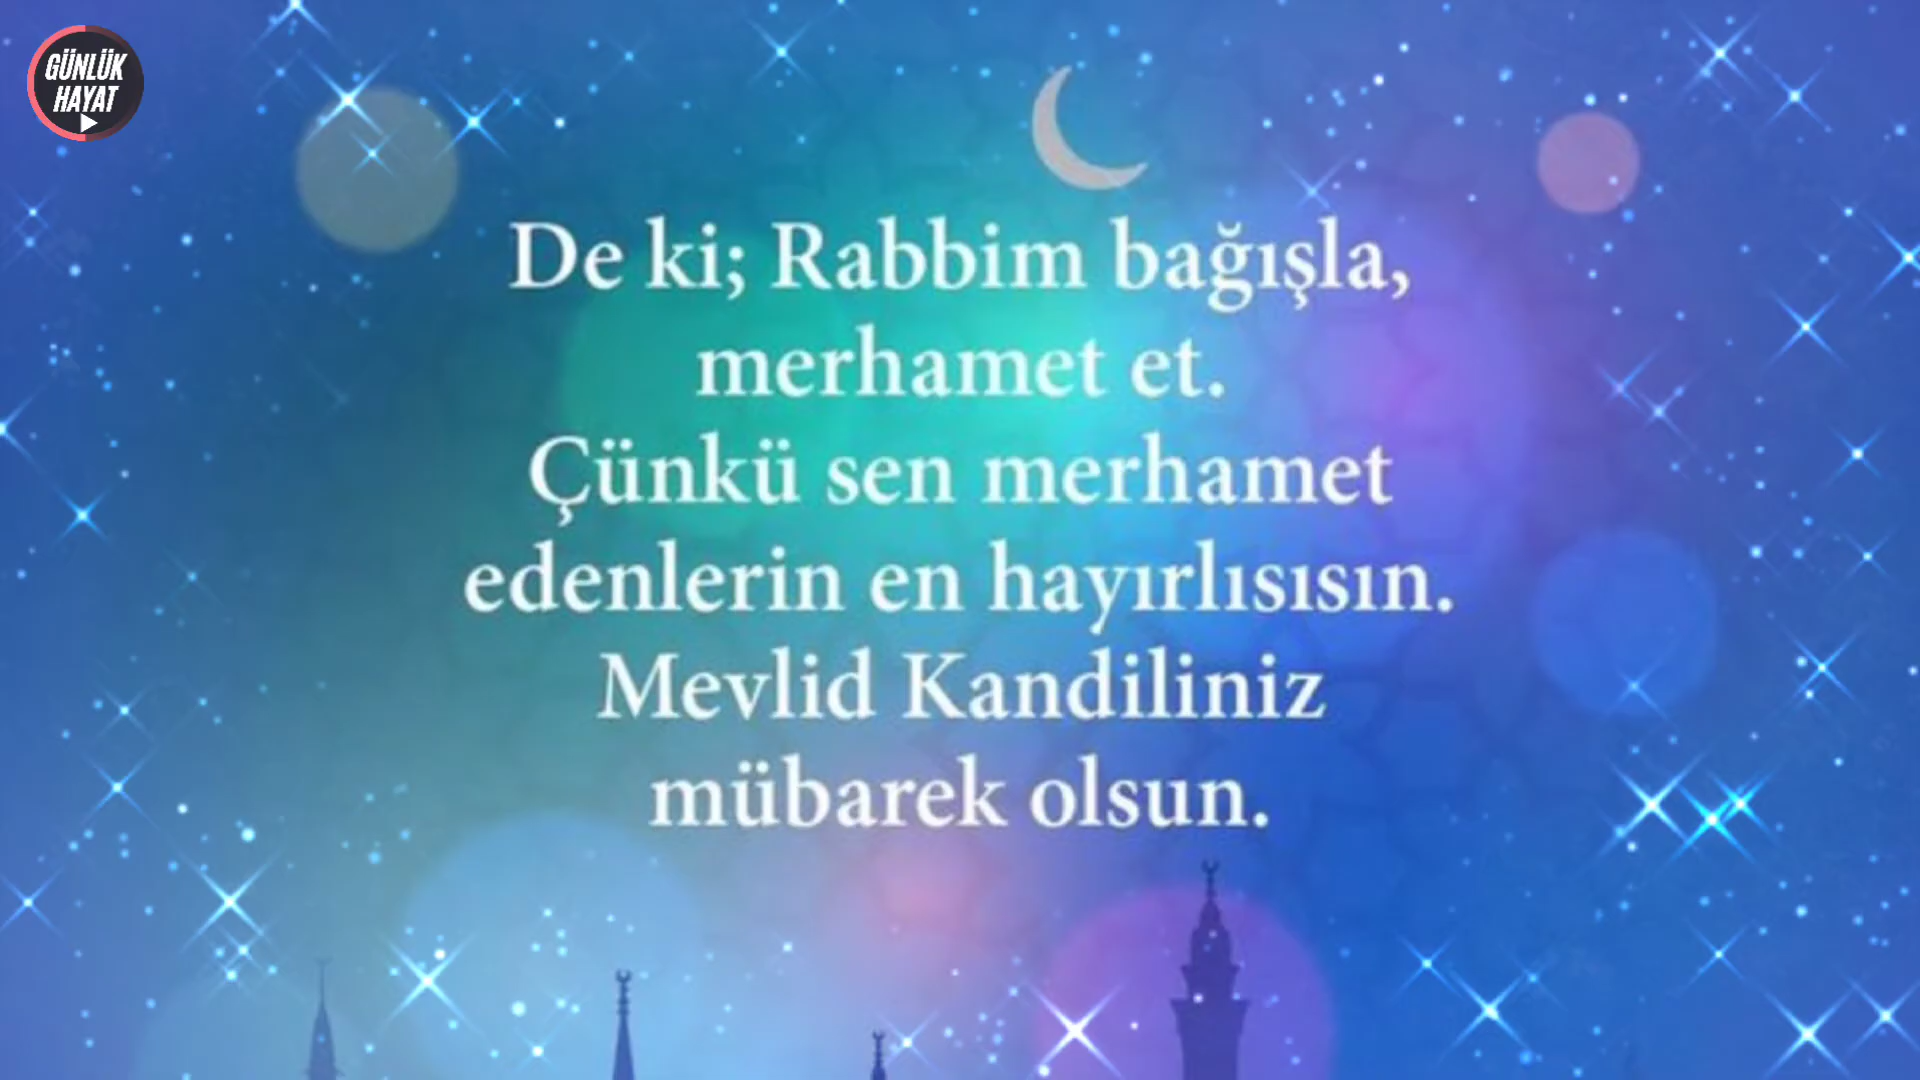 GÜNLÜK
HAYAT
De ki; Rabbim bağışla,
merhamet et.
Çünkü sen merhamet
edenlerin en hayırlısısın.
Mevlid Kandiliniz
mübarek olsun.